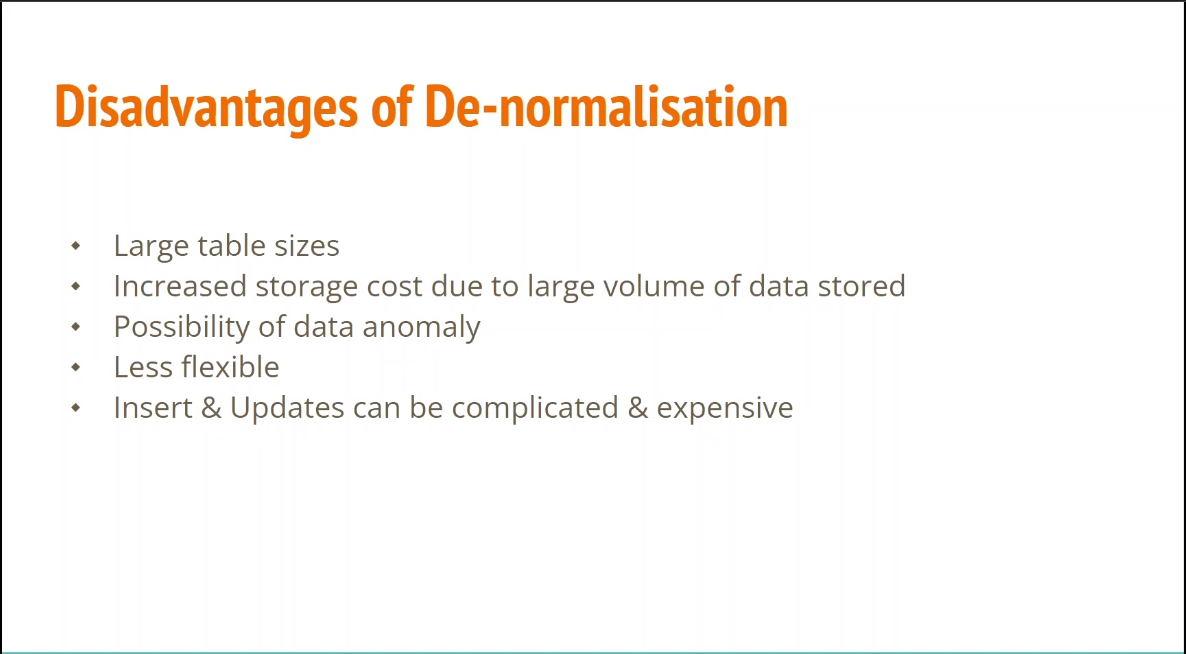 Disadvantages of De-normalisation
Large table sizes
Increased storage cost due to large volume of data stored
Possibility of data anomaly
Less flexible
Insert & Updates can be complicated & expensive